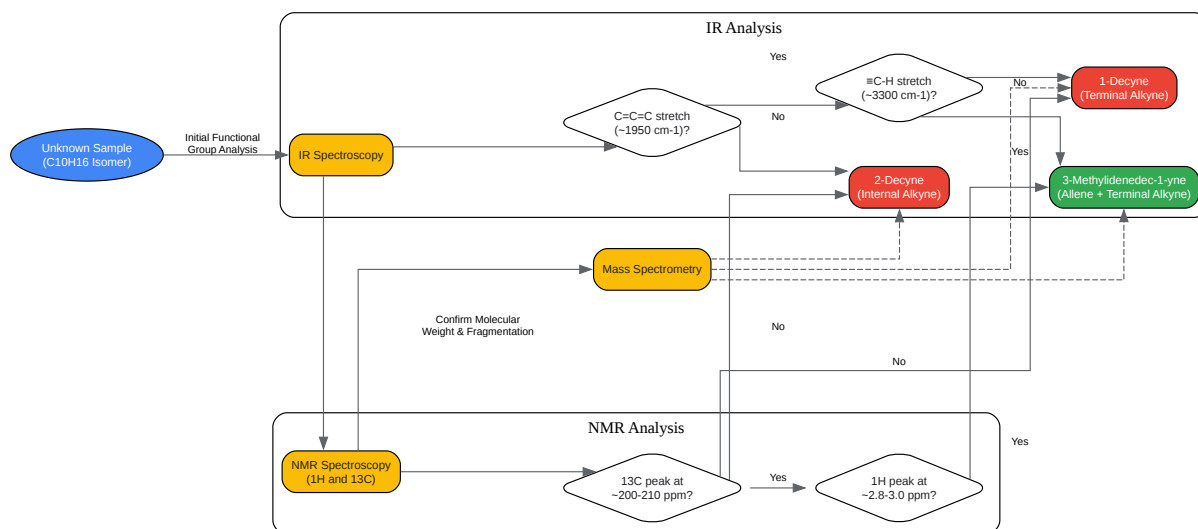 IR Analysis
Yes
≡C-H stretch
(~3300 cm-1)?
No
1-Decyne
(Terminal Alkyne)
C=C=C stretch
(~1950 cm-1)?
No
Initial Functional
Group Analysis
Unknown Sample
(C10H16 Isomer)
IR Spectroscopy
Yes
2-Decyne
(Internal Alkyne)
3-Methylidenedec-1-yne
(Allene + Terminal Alkyne)
Mass Spectrometry
Confirm Molecular
Weight & Fragmentation
No
No
NMR Analysis
Yes
NMR Spectroscopy
(1H and 13C)
13C peak at
~200-210 ppm?
Yes
1H peak at
~2.8-3.0 ppm?